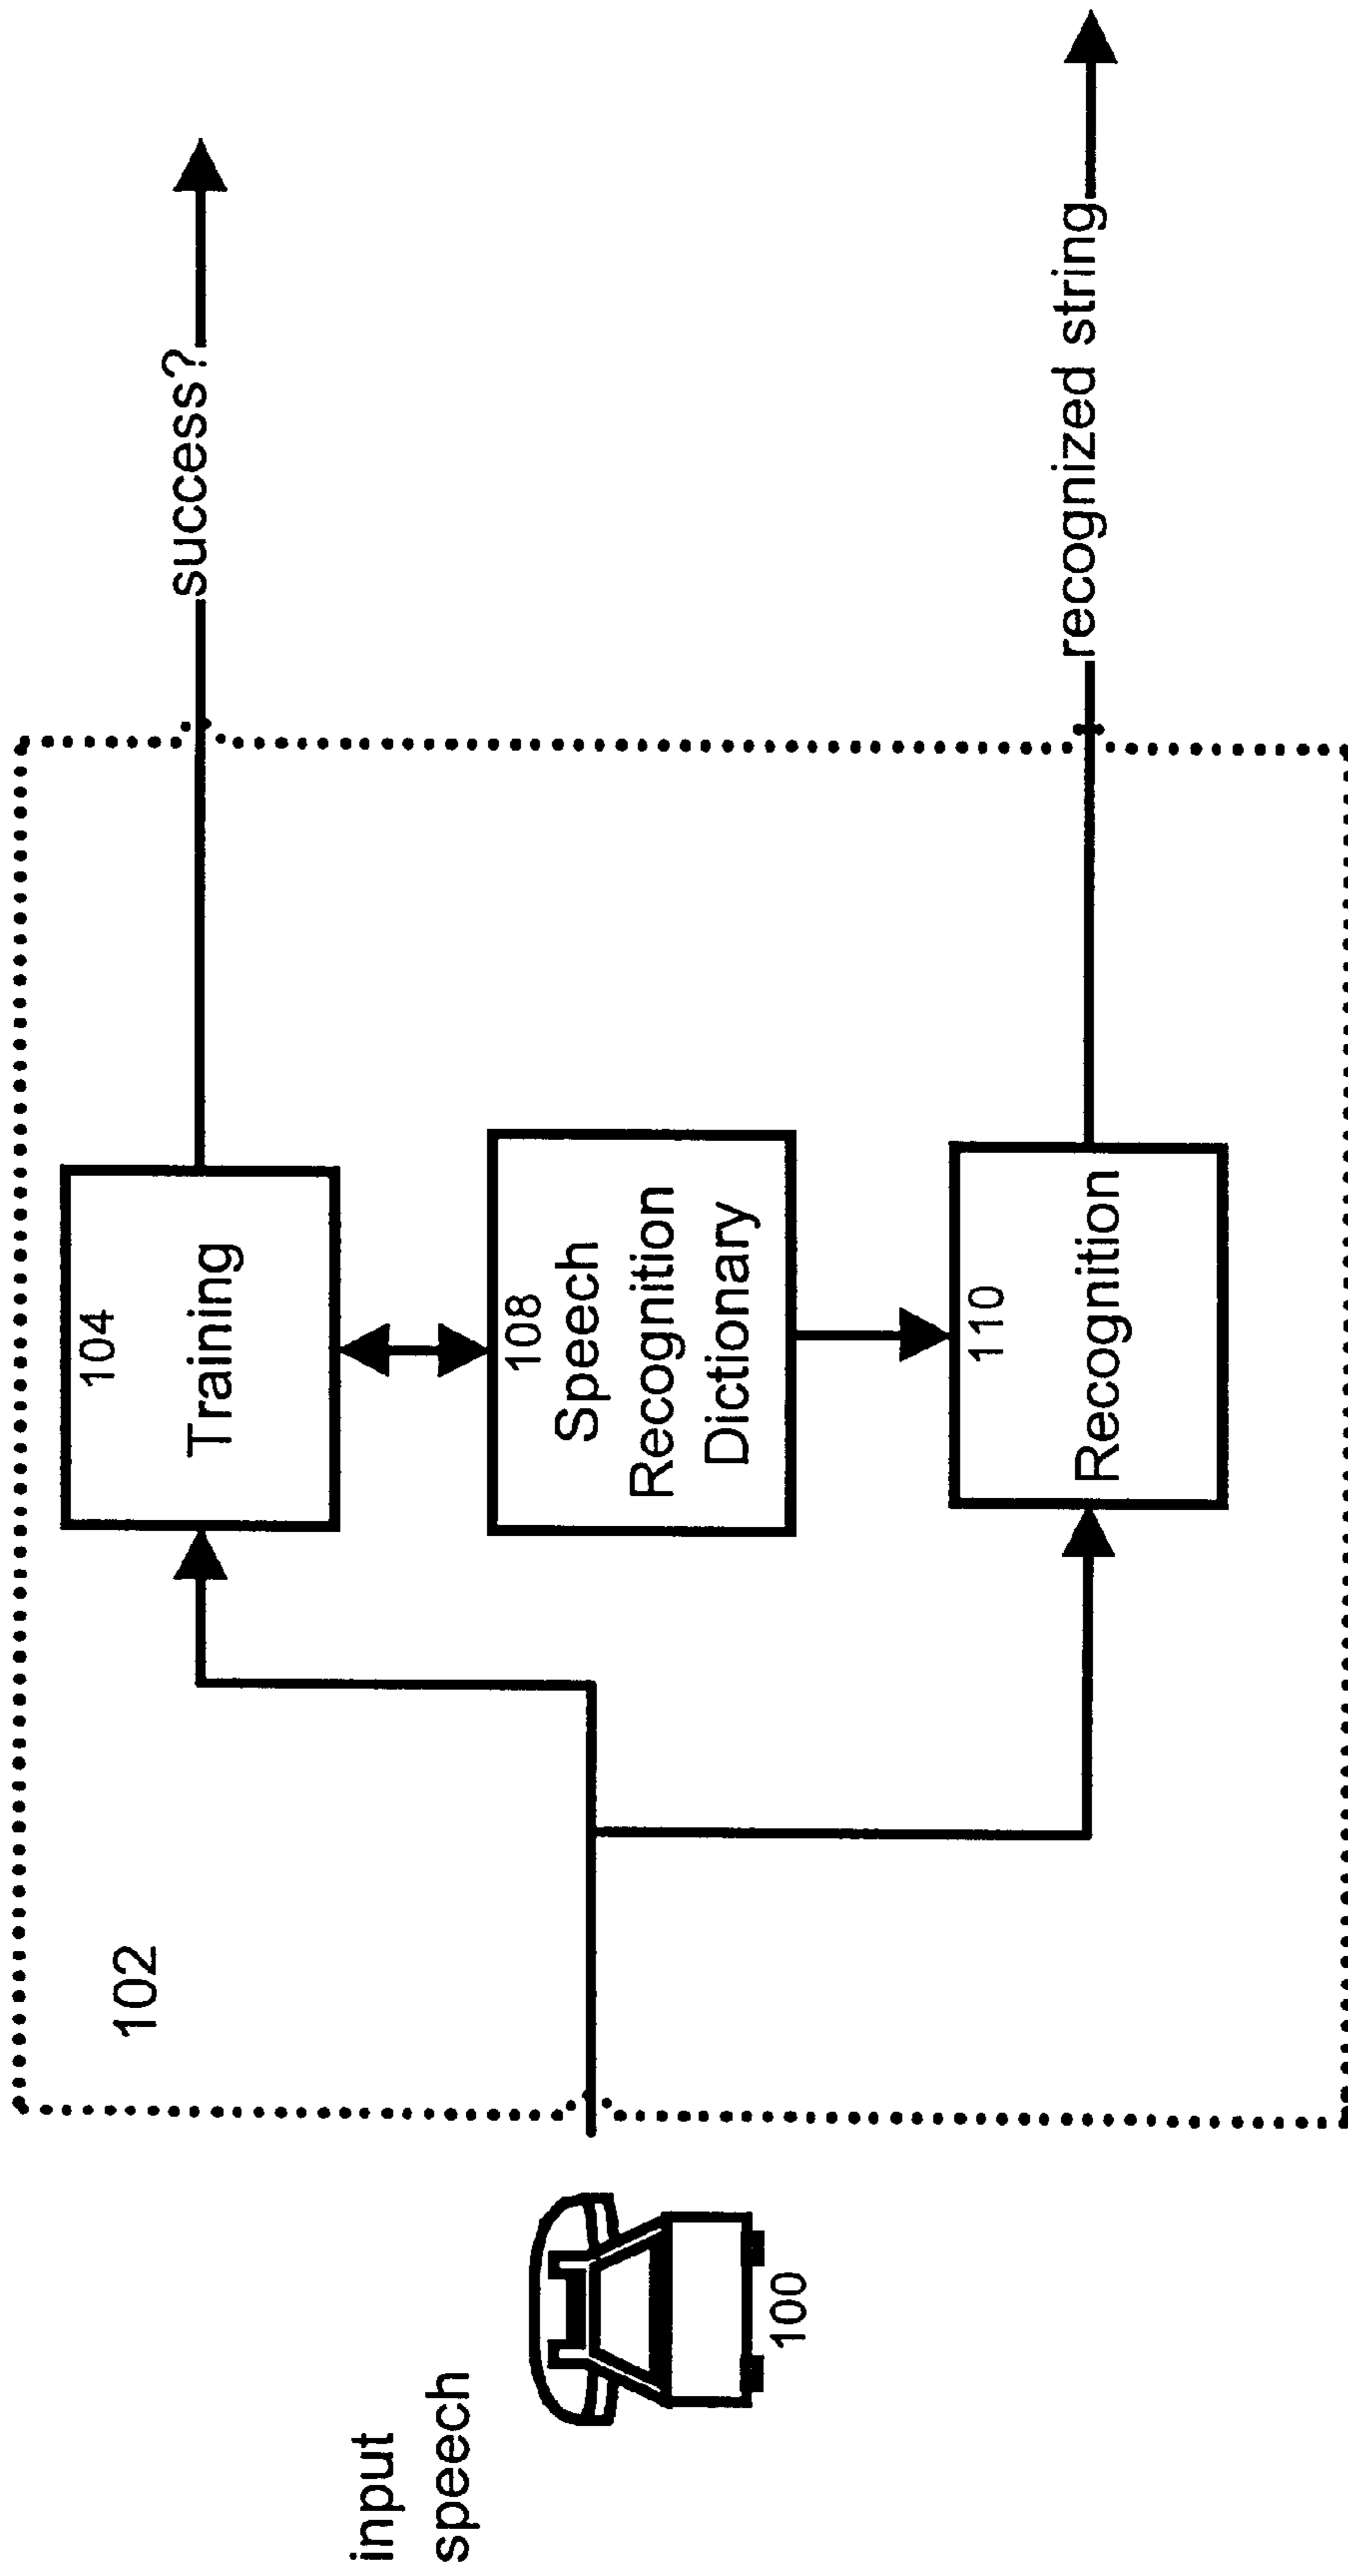 input
speech
100
102
104
Training
108
Speech
Recognition
Dictionary
110
Recognition
success?
recognized string